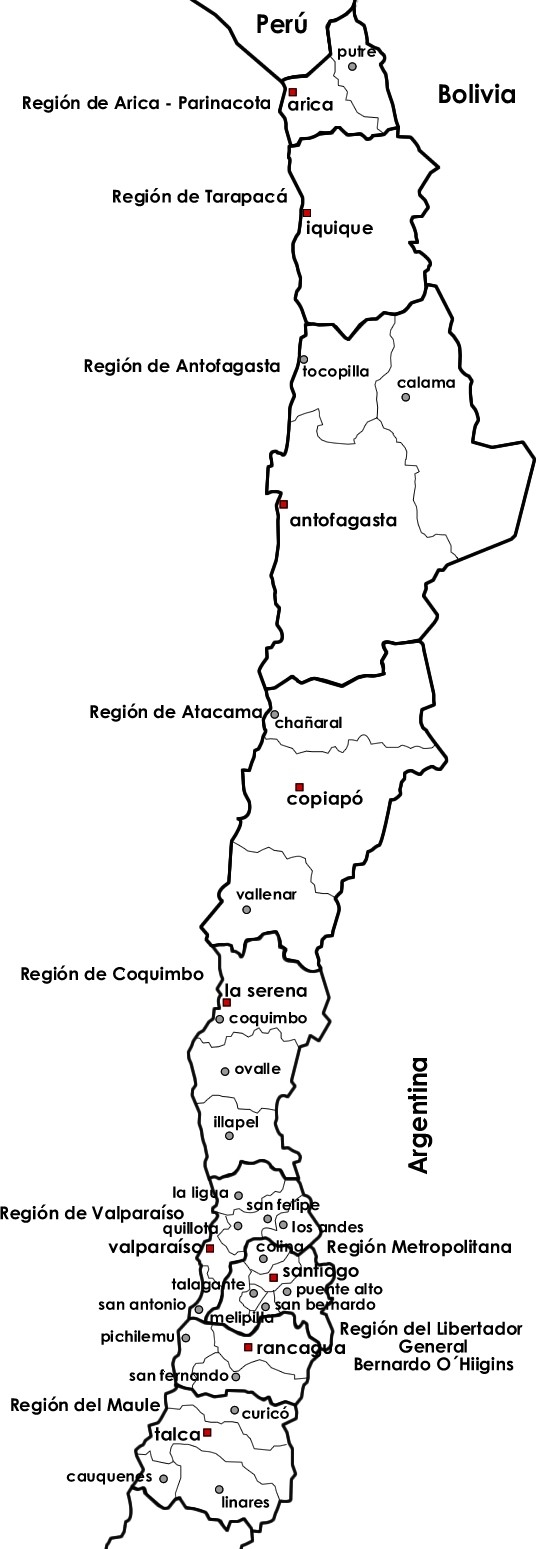 Perú
putre
Bolivia
Región de Arica - Parinacota
arica
Región de Tarapacá
iquique
Región de Antofagasta
tocopilla
calama
antofagasta
Región de Atacama
chañaral
copiapó
vallenar
Región de Coquimbo
la serena
coquimbo
ovalle
Argentina
illapel
la ligua
san felipe
Región de Valparaíso
quillota
los andes
valparaíso
colina
Región Metropolitana
santiago
talagante
puente alto
san antonio
san bernardo
melipilla
pichilemu
rancagua
Región del Libertador
General
Bernardo O´Hiigins
san fernando
Región del Maule
curicó
talca
cauquenes
linares